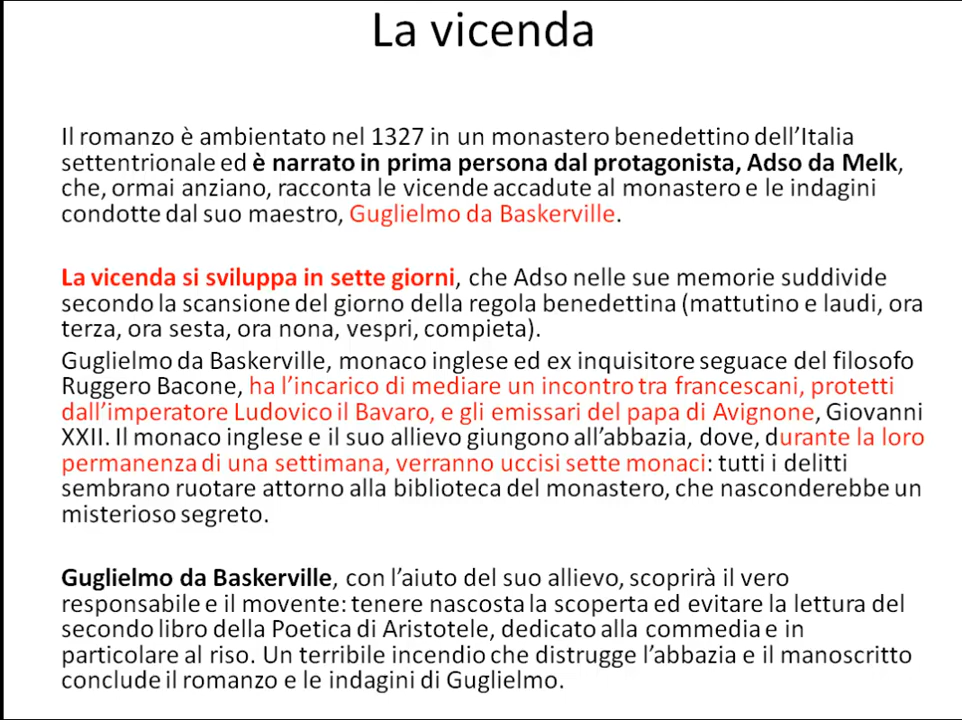 La vicenda
Il romanzo è ambientato nel 1327 in un monastero benedettino dell’Italia
settentrionale ed è narrato in prima persona dal protagonista, Adso da Melk,
che, ormai anziano, racconta le vicende accadute al monastero e le indagini
condotte dal suo maestro, Guglielmo da Baskerville.
La vicenda si sviluppa in sette giorni, che Adso nelle sue memorie suddivide
secondo la scansione del giorno della regola benedettina (mattutino e laudi, ora
terza, ora sesta, ora nona, vespri, compieta).
Guglielmo da Baskerville, monaco inglese ed ex inquisitore seguace del filosofo
Ruggero Bacone, ha l’incarico di mediare un incontro tra francescani, protetti
dall’imperatore Ludovico il Bavaro, e gli emissari del papa di Avignone, Giovanni
XXII. Il monaco inglese e il suo allievo giungono all’abbazia, dove, durante la loro
permanenza di una settimana, verranno uccisi sette monaci: tutti i delitti
sembrano ruotare attorno alla biblioteca del monastero, che nasconderebbe un
misterioso segreto.
Guglielmo da Baskerville, con l’aiuto del suo allievo, scoprirà il vero
responsabile e il movente: tenere nascosta la scoperta ed evitare la lettura del
secondo libro della Poetica di Aristotele, dedicato alla commedia e in
particolare al riso. Un terribile incendio che distrugge l’abbazia e il manoscritto
conclude il romanzo e le indagini di Guglielmo.